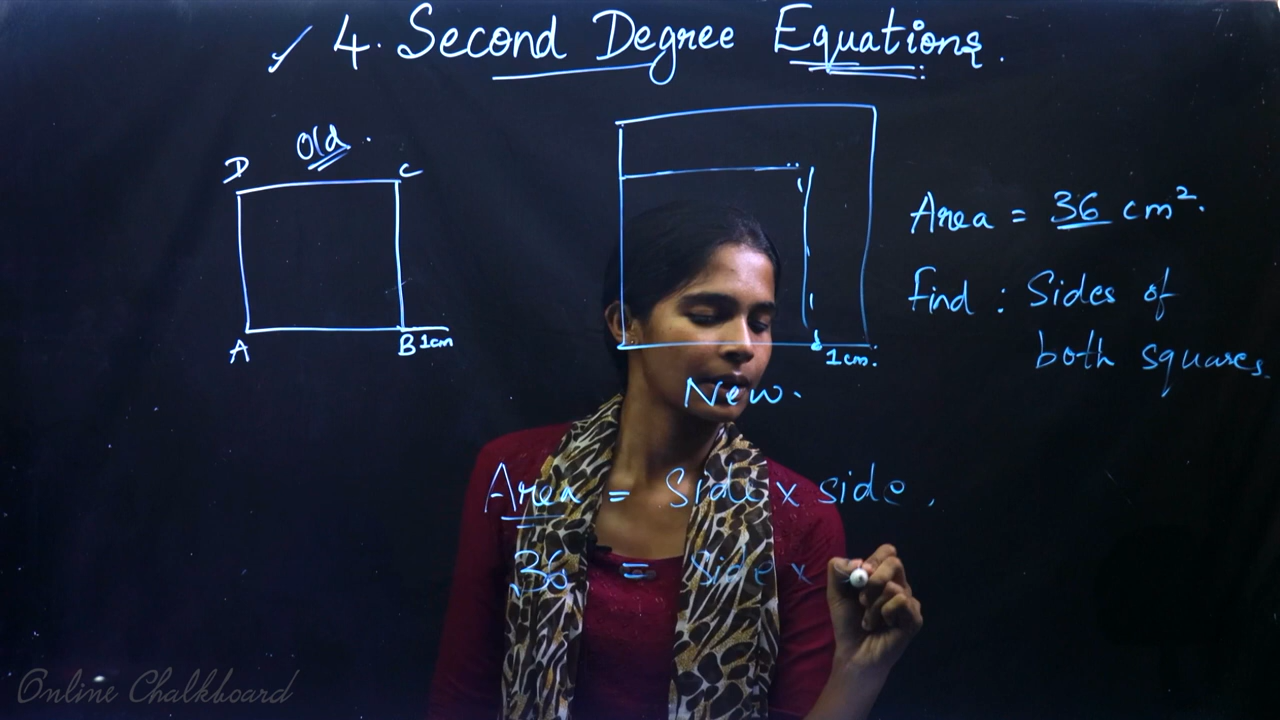 ✓ 4. Second Degree Equations.
Old.
D C
A B 1cm
1cm.
New.
Area = 36 cm².
Find : Sides of
both squares.
Area = Side x side,
36 = Side x
Online Chalkboard